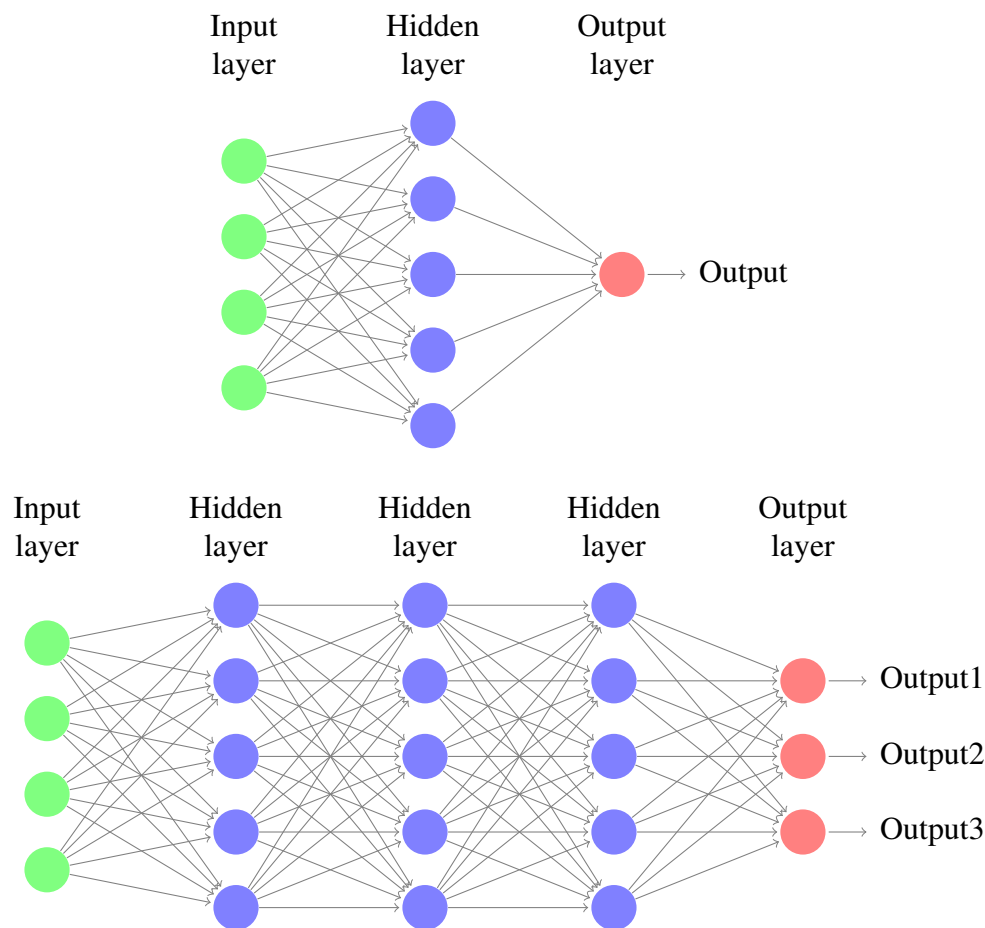 Input layer
Hidden layer
Output layer
Output
Input layer
Hidden layer
Hidden layer
Hidden layer
Output layer
Output1
Output2
Output3